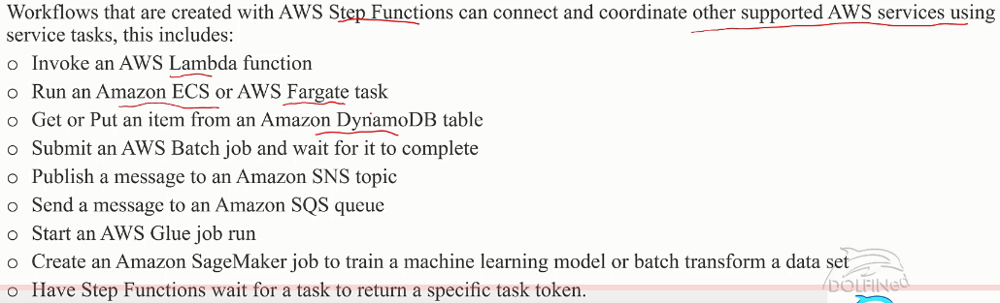 Workflows that are created with AWS Step Functions can connect and coordinate other supported AWS services using
service tasks, this includes:
o Invoke an AWS Lambda function
o Run an Amazon ECS or AWS Fargate task
o Get or Put an item from an Amazon DynamoDB table
o Submit an AWS Batch job and wait for it to complete
o Publish a message to an Amazon SNS topic
o Send a message to an Amazon SQS queue
o Start an AWS Glue job run
o Create an Amazon SageMaker job to train a machine learning model or batch transform a data set
o Have Step Functions wait for a task to return a specific task token.
DOLFINED